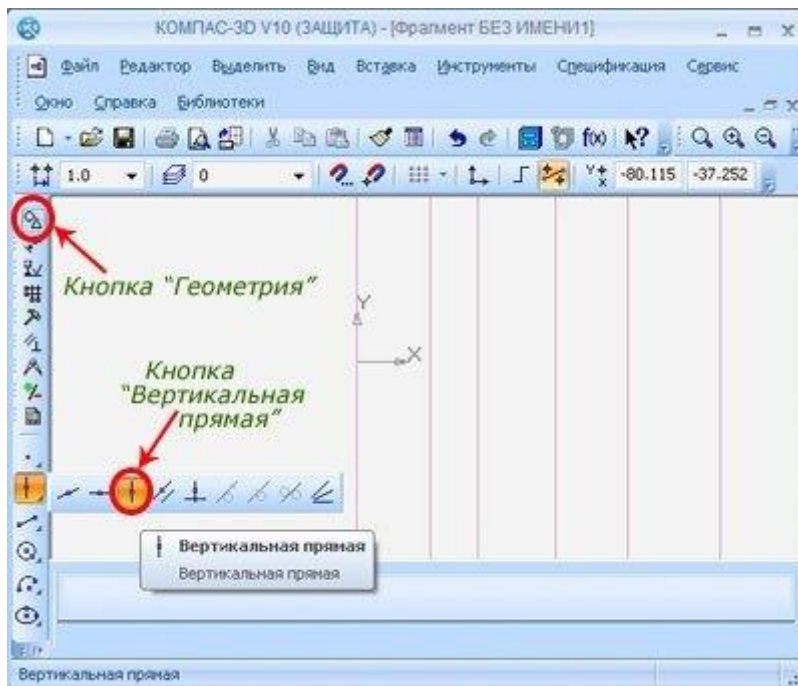 КОМПАС-3D V10 (ЗАЩИТА) - [Фрагмент БЕЗ ИМЕНИ1]
Файл Редактор Выделить Вид Вставка Инструменты Спецификация Сервис
Окно Справка Библиотеки
f(x)
1.0 0 Y X -80.115 -37.252
Кнопка "Геометрия"
Y
X
Кнопка
"Вертикальная
прямая"
Вертикальная прямая
Вертикальная прямая
Вертикальная прямая